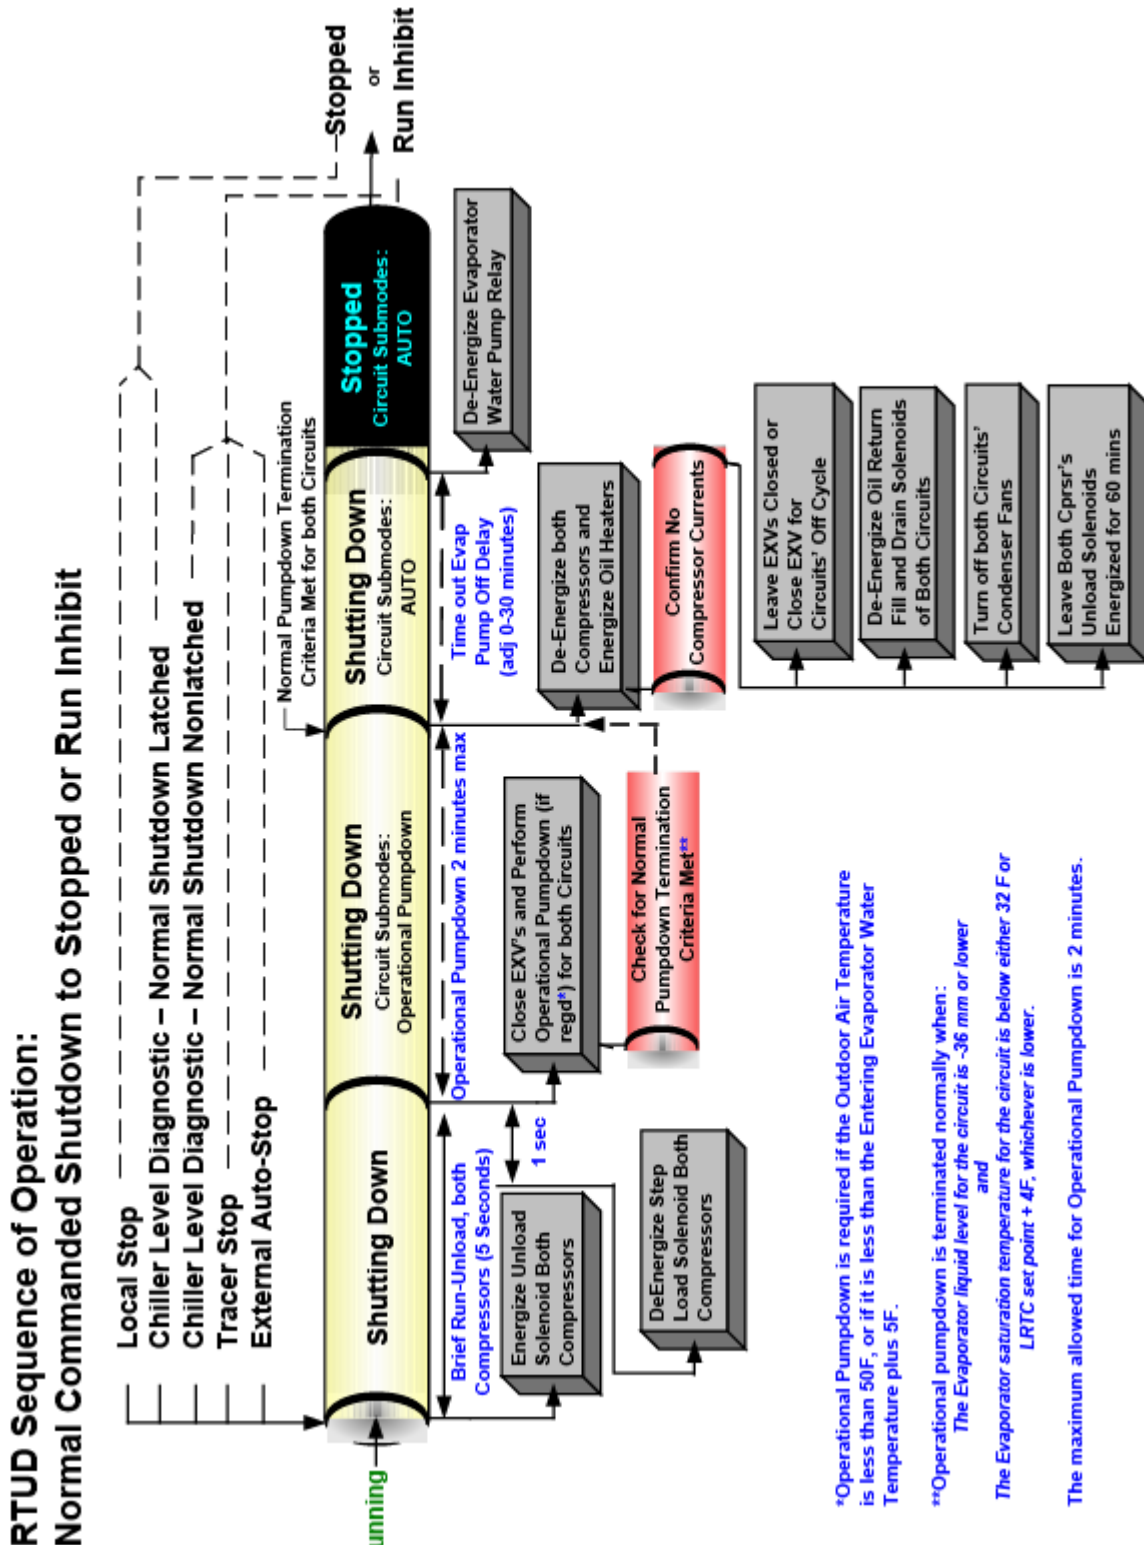 RTUD Sequence of Operation:
Normal Commanded Shutdown to Stopped or Run Inhibit
Local Stop
Chiller Level Diagnostic – Normal Shutdown Latched
Chiller Level Diagnostic – Normal Shutdown Nonlatched
Tracer Stop
External Auto-Stop
Normal Pumpdown Termination
Criteria Met for both Circuits
Stopped
or
Run Inhibit
unning
Shutting Down
Shutting Down
Circuit Submodes:
Operational Pumpdown
Shutting Down
Circuit Submodes:
AUTO
Stopped
Circuit Submodes:
AUTO
Brief Run-Unload, both
Compressors (5 Seconds)
Operational Pumpdown 2 minutes max
Time out Evap
Pump Off Delay
(adj 0-30 minutes)
De-Energize Evaporator
Water Pump Relay
Energize Unload
Solenoid Both
Compressors
1 sec
Close EXV's and Perform
Operational Pumpdown (if
regd*) for both Circuits
De-Energize both
Compressors and
Energize Oil Heaters
DeEnergize Step
Load Solenoid Both
Compressors
Check for Normal
Pumpdown Termination
Criteria Met**
Confirm No
Compressor Currents
Leave EXVs Closed or
Close EXV for
Circuits' Off Cycle
De-Energize Oil Return
Fill and Drain Solenoids
of Both Circuits
Turn off both Circuits'
Condenser Fans
Leave Both Cprsr's
Unload Solenoids
Energized for 60 mins
*Operational Pumpdown is required if the Outdoor Air Temperature
is less than 50F, or if it is less than the Entering Evaporator Water
Temperature plus 5F.
**Operational pumpdown is terminated normally when:
The Evaporator liquid level for the circuit is -36 mm or lower
and
The Evaporator saturation temperature for the circuit is below either 32 F or
LRTC set point + 4F, whichever is lower.
The maximum allowed time for Operational Pumpdown is 2 minutes.